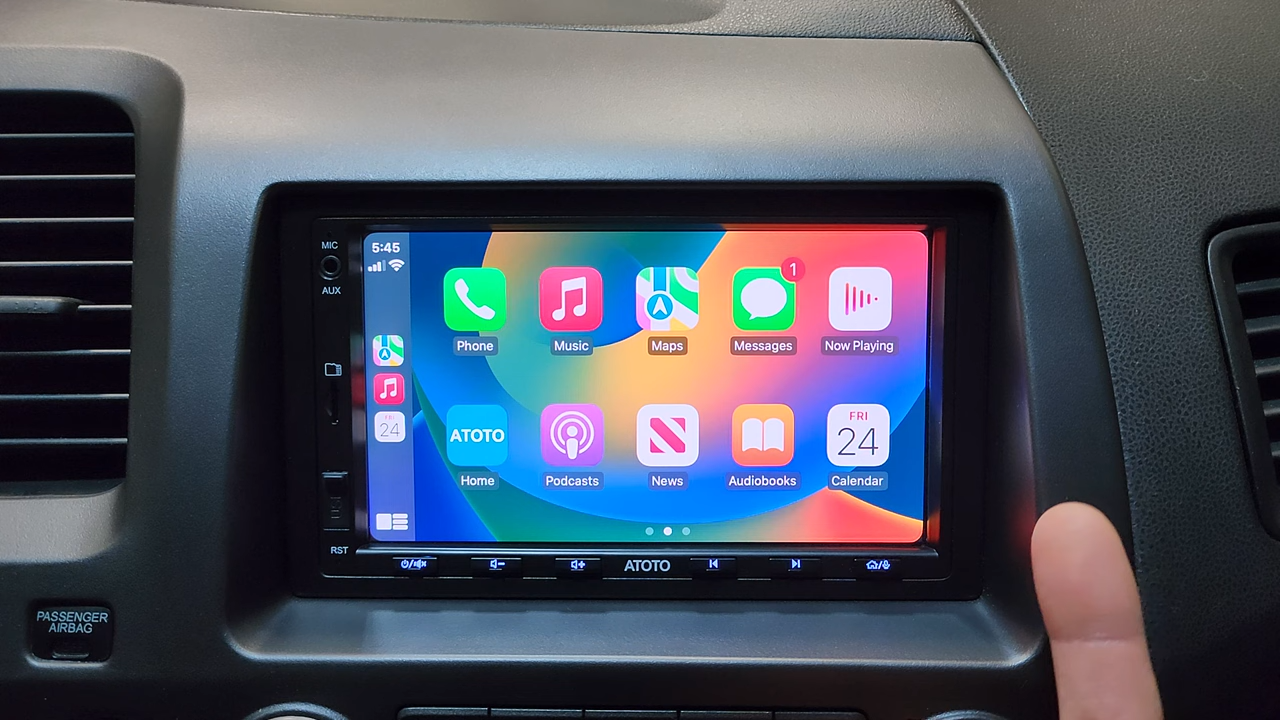 MIC
AUX
5:45
1
Phone
Music
Maps
Messages
Now Playing
FRI
24
ATOTO
FRI
24
Home
Podcasts
News
Audiobooks
Calendar
RST
ATOTO
PASSENGER
AIRBAG